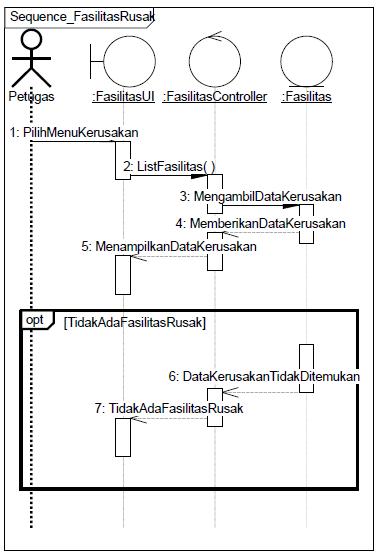 Sequence_FasilitasRusak
Petugas
:FasilitasUI
:FasilitasController
:Fasilitas
1: PilihMenuKerusakan
2: ListFasilitas( )
3: MengambilDataKerusakan
4: MemberikanDataKerusakan
5: MenampilkanDataKerusakan
opt
[TidakAdaFasilitasRusak]
6: DataKerusakanTidakDitemukan
7: TidakAdaFasilitasRusak